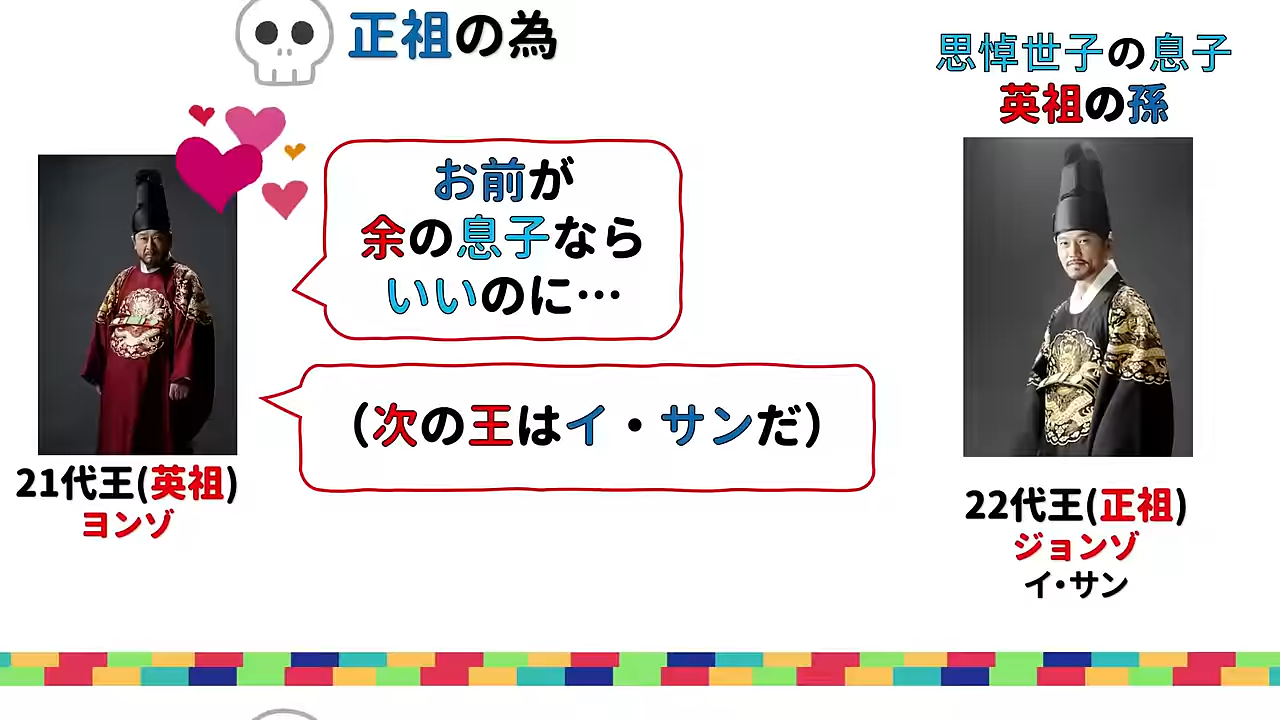 正祖の為
思悼世子の息子
英祖の孫
お前が
余の息子なら
いいのに…
(次の王はイ・サンだ)
21代王(英祖)
ヨンゾ
22代王(正祖)
ジョンゾ
イ・サン